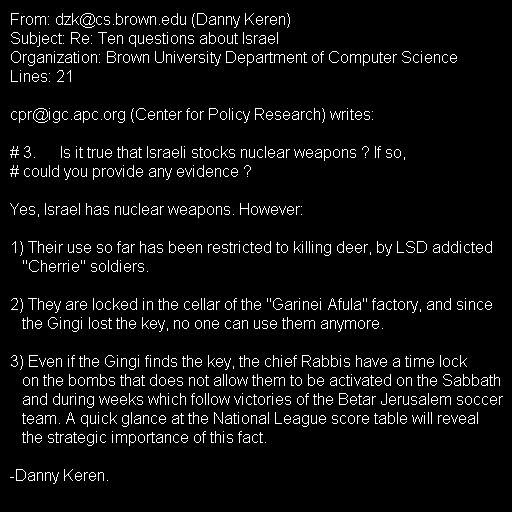 From: dzk@cs.brown.edu (Danny Keren)
Subject: Re: Ten questions about Israel
Organization: Brown University Department of Computer Science
Lines: 21

cpr@igc.apc.org (Center for Policy Research) writes:

# 3.      Is it true that Israeli stocks nuclear weapons ? If so,
# could you provide any evidence ?

Yes, Israel has nuclear weapons. However:

1) Their use so far has been restricted to killing deer, by LSD addicted
   "Cherrie" soldiers.

2) They are locked in the cellar of the "Garinei Afula" factory, and since
   the Gingi lost the key, no one can use them anymore.

3) Even if the Gingi finds the key, the chief Rabbis have a time lock
   on the bombs that does not allow them to be activated on the Sabbath
   and during weeks which follow victories of the Betar Jerusalem soccer
   team. A quick glance at the National League score table will reveal
   the strategic importance of this fact.

-Danny Keren.